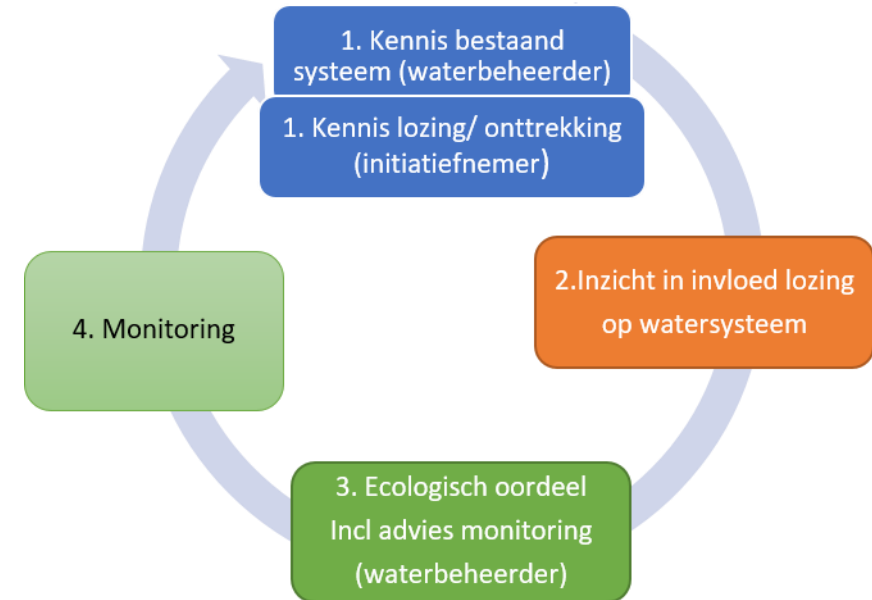 1. Kennis bestaand
systeem (waterbeheerder)
1. Kennis lozing/ onttrekking
(initiatiefnemer)
2.Inzicht in invloed lozing
op watersysteem
3. Ecologisch oordeel
Incl advies monitoring
(waterbeheerder)
4. Monitoring